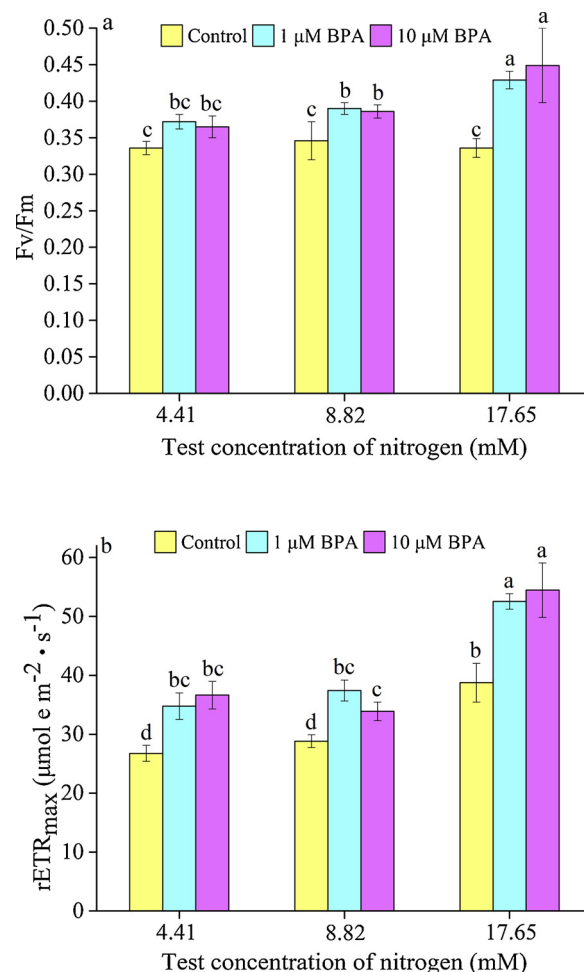 a
Control 1 μM BPA 10 μM BPA
0.50
0.45
0.40
0.35
0.30
0.25
0.20
0.15
0.10
0.05
0.00
Fv/Fm
c bc bc c b b c a a
4.41 8.82 17.65
Test concentration of nitrogen (mM)
b
Control 1 μM BPA 10 μM BPA
60
50
40
30
20
10
0
rETRmax (μmol e m-2 • s-1)
d bc bc d bc c b a a
4.41 8.82 17.65
Test concentration of nitrogen (mM)